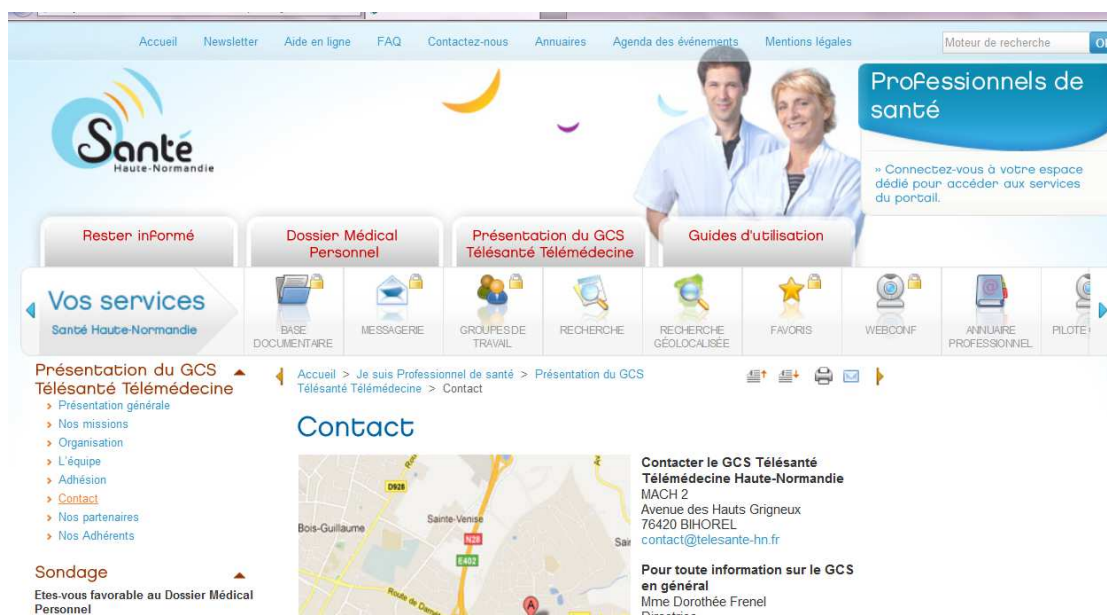 Accueil Newsletter Aide en ligne FAQ Contactez-nous Annuaires Agenda des événements Mentions légales Moteur de recherche
Santé
Haute-Normandie
Professionnels de
santé
» Connectez-vous à votre espace
dédié pour accéder aux services
du portail.
Rester informé
Dossier Médical
Personnel
Présentation du GCS
Télésanté Télémédecine
Guides d'utilisation
Vos services
Santé Haute-Normandie
BASE
DOCUMENTAIRE
MESSAGERIE
GROUPES DE
TRAVAIL
RECHERCHE
RECHERCHE
GÉOLOCALISÉE
FAVORIS
WEBCONF
ANNUAIRE
PROFESSIONNEL
PILOTE
Présentation du GCS
Télésanté Télémédecine
Présentation générale
Nos missions
Organisation
L'équipe
Adhésion
Contact
Nos partenaires
Nos Adhérents
Sondage
Etes-vous favorable au Dossier Médical
Personnel
Accueil > Je suis Professionnel de santé > Présentation du GCS
Télésanté Télémédecine > Contact
Contact
D928
Bois-Guillaume
Sainte-Venise
N28
E402
A
Contacter le GCS Télésanté
Télémédecine Haute-Normandie
MACH 2
Avenue des Hauts Grigneux
76420 BIHOREL
contact@telesante-hn.fr
Pour toute information sur le GCS
en général
Mme Dorothée Frenel